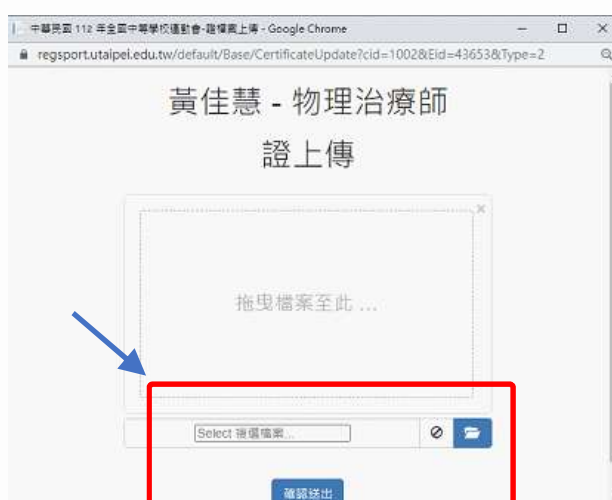 中華民國 112 年全國中等學校運動會-證檔案上傳 - Google Chrome
regsport.utaipei.edu.tw/default/Base/CertificateUpdate?cid=1002&Eid=43653&Type=2
黃佳慧 - 物理治療師
證上傳
拖曳檔案至此 ...
Select 複選檔案...
確認送出